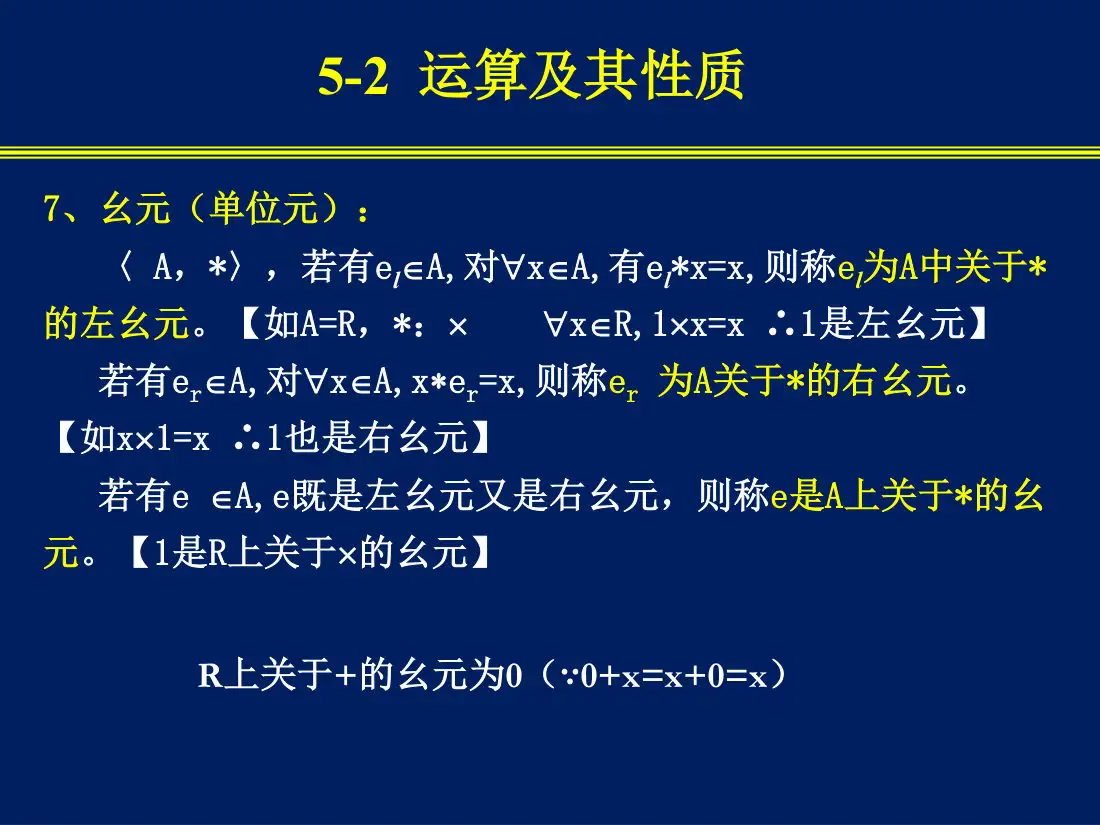 5-2 运算及其性质
7、幺元（单位元）：
〈 A，*〉，若有el∈A,对∀x∈A,有el*x=x,则称el为A中关于*
的左幺元。【如A=R，*：× ∀x∈R,1×x=x ∴1是左幺元】
若有er∈A,对∀x∈A,x*er=x,则称er 为A关于*的右幺元。
【如x×1=x ∴1也是右幺元】
若有e ∈A,e既是左幺元又是右幺元，则称e是A上关于*的幺
元。【1是R上关于×的幺元】
R上关于+的幺元为0（∵0+x=x+0=x）